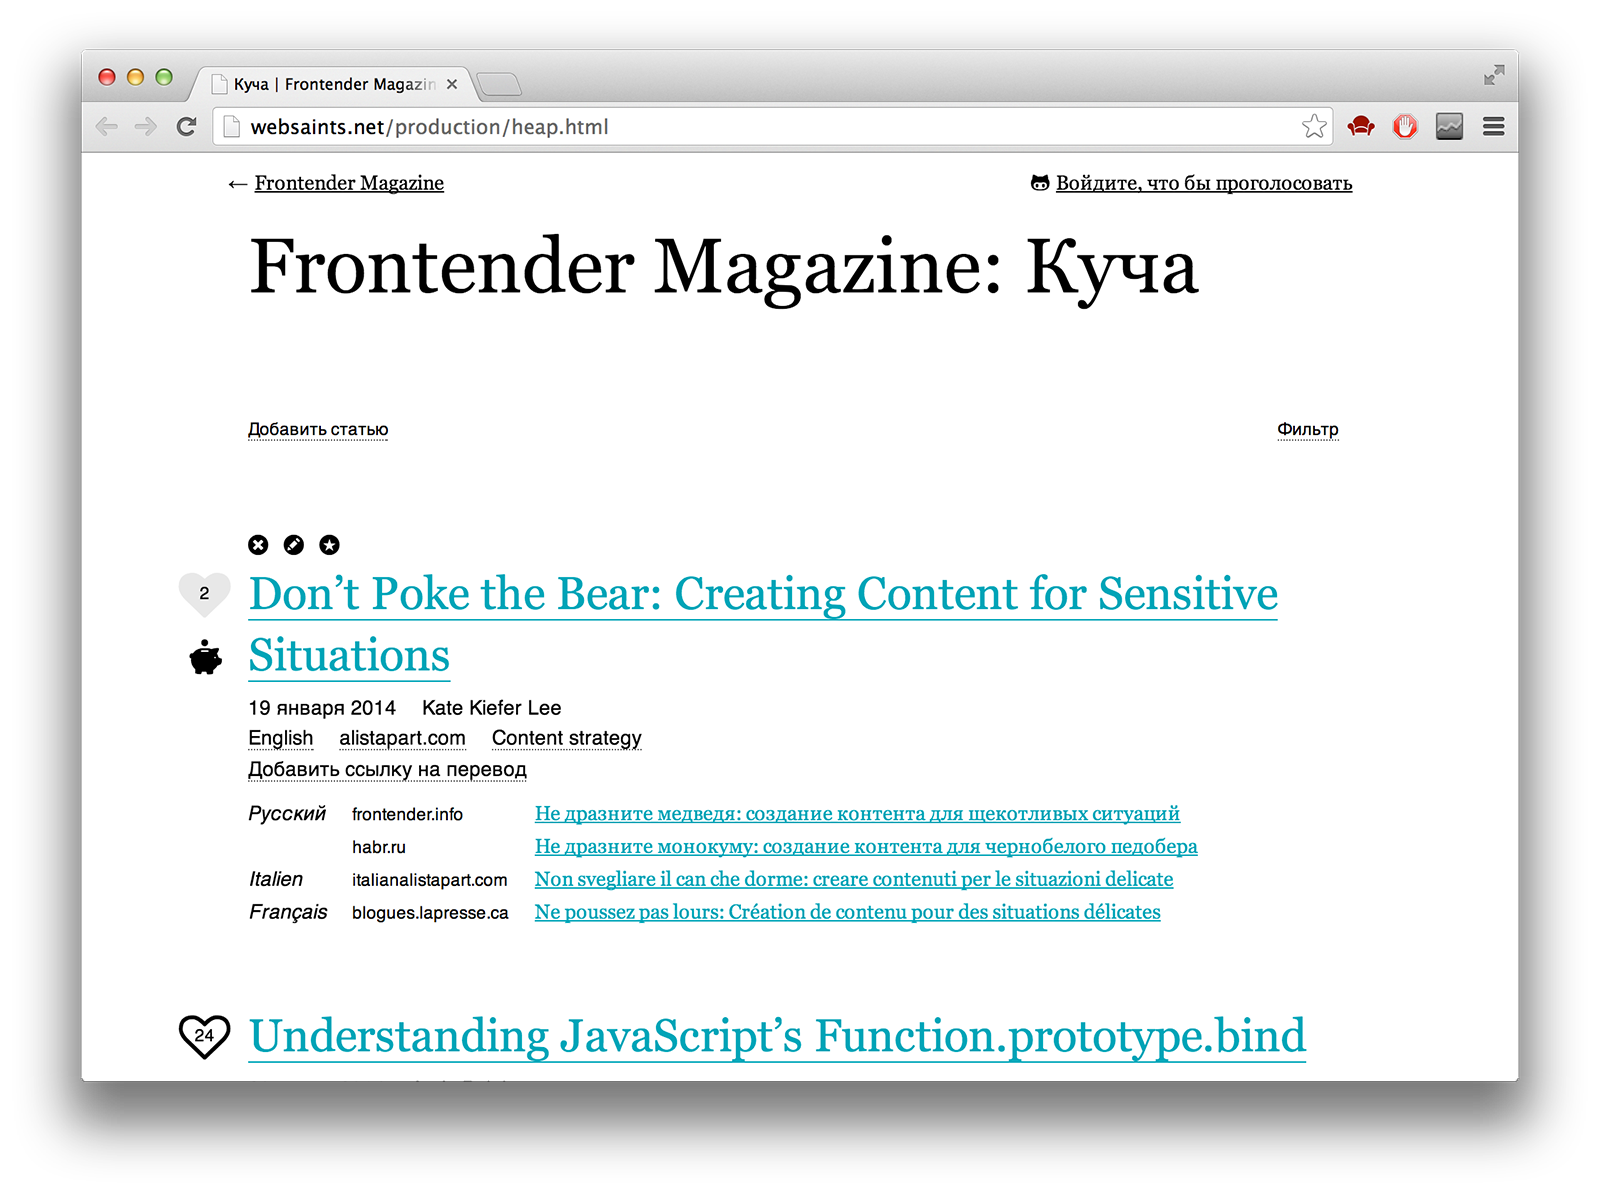 Куча | Frontender Magazin
websaints.net/production/heap.html
← Frontender Magazine
Войдите, что бы проголосовать
Frontender Magazine: Куча
Добавить статью
Фильтр
2
Don’t Poke the Bear: Creating Content for Sensitive
Situations
19 января 2014 Kate Kiefer Lee
English alistapart.com Content strategy
Добавить ссылку на перевод
Русский frontender.info Не дразните медведя: создание контента для щекотливых ситуаций
habr.ru Не дразните монокуму: создание контента для чернобелого педобера
Italien italianalistapart.com Non svegliare il can che dorme: creare contenuti per le situazioni delicate
Français blogues.lapresse.ca Ne poussez pas lours: Création de contenu pour des situations délicates
24
Understanding JavaScript’s Function.prototype.bind